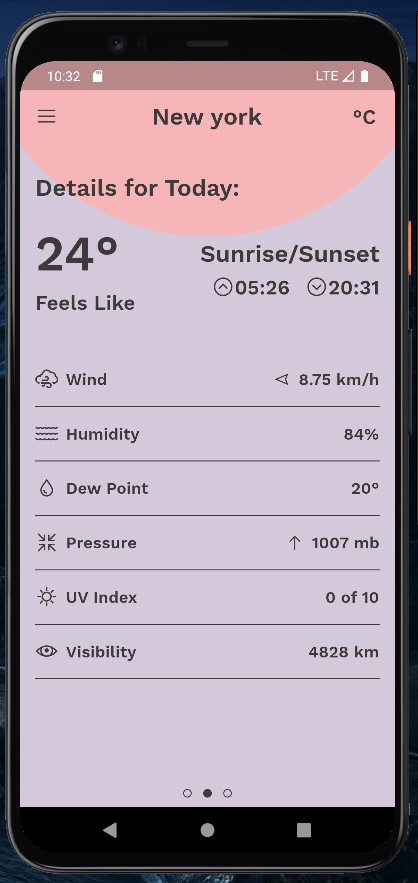 10:32 LTE
New york °C
Details for Today:
24°
Feels Like
Sunrise/Sunset
05:26 20:31
Wind 8.75 km/h
Humidity 84%
Dew Point 20°
Pressure 1007 mb
UV Index 0 of 10
Visibility 4828 km